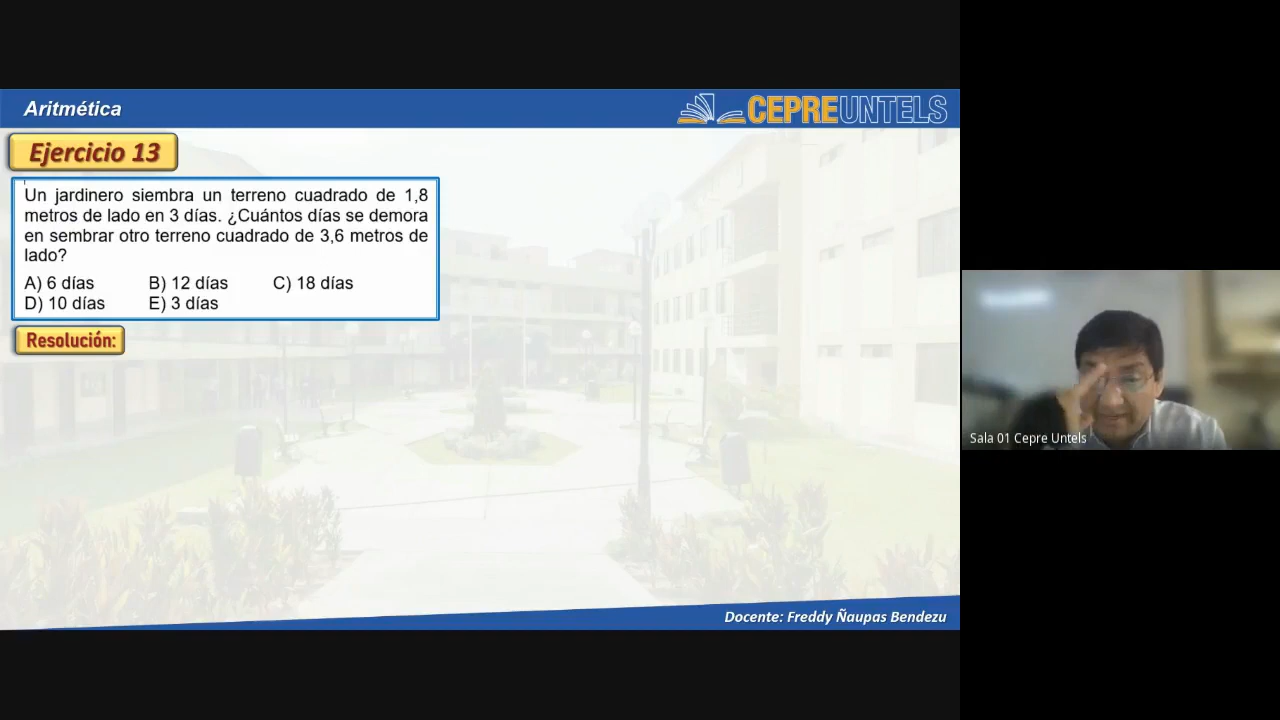 Aritmética
CEPREUNTELS
Ejercicio 13
Un jardinero siembra un terreno cuadrado de 1,8
metros de lado en 3 días. ¿Cuántos días se demora
en sembrar otro terreno cuadrado de 3,6 metros de
lado?
A) 6 días B) 12 días C) 18 días
D) 10 días E) 3 días
Resolución:
Sala 01 Cepre Untels
Docente: Freddy Ñaupas Bendezu